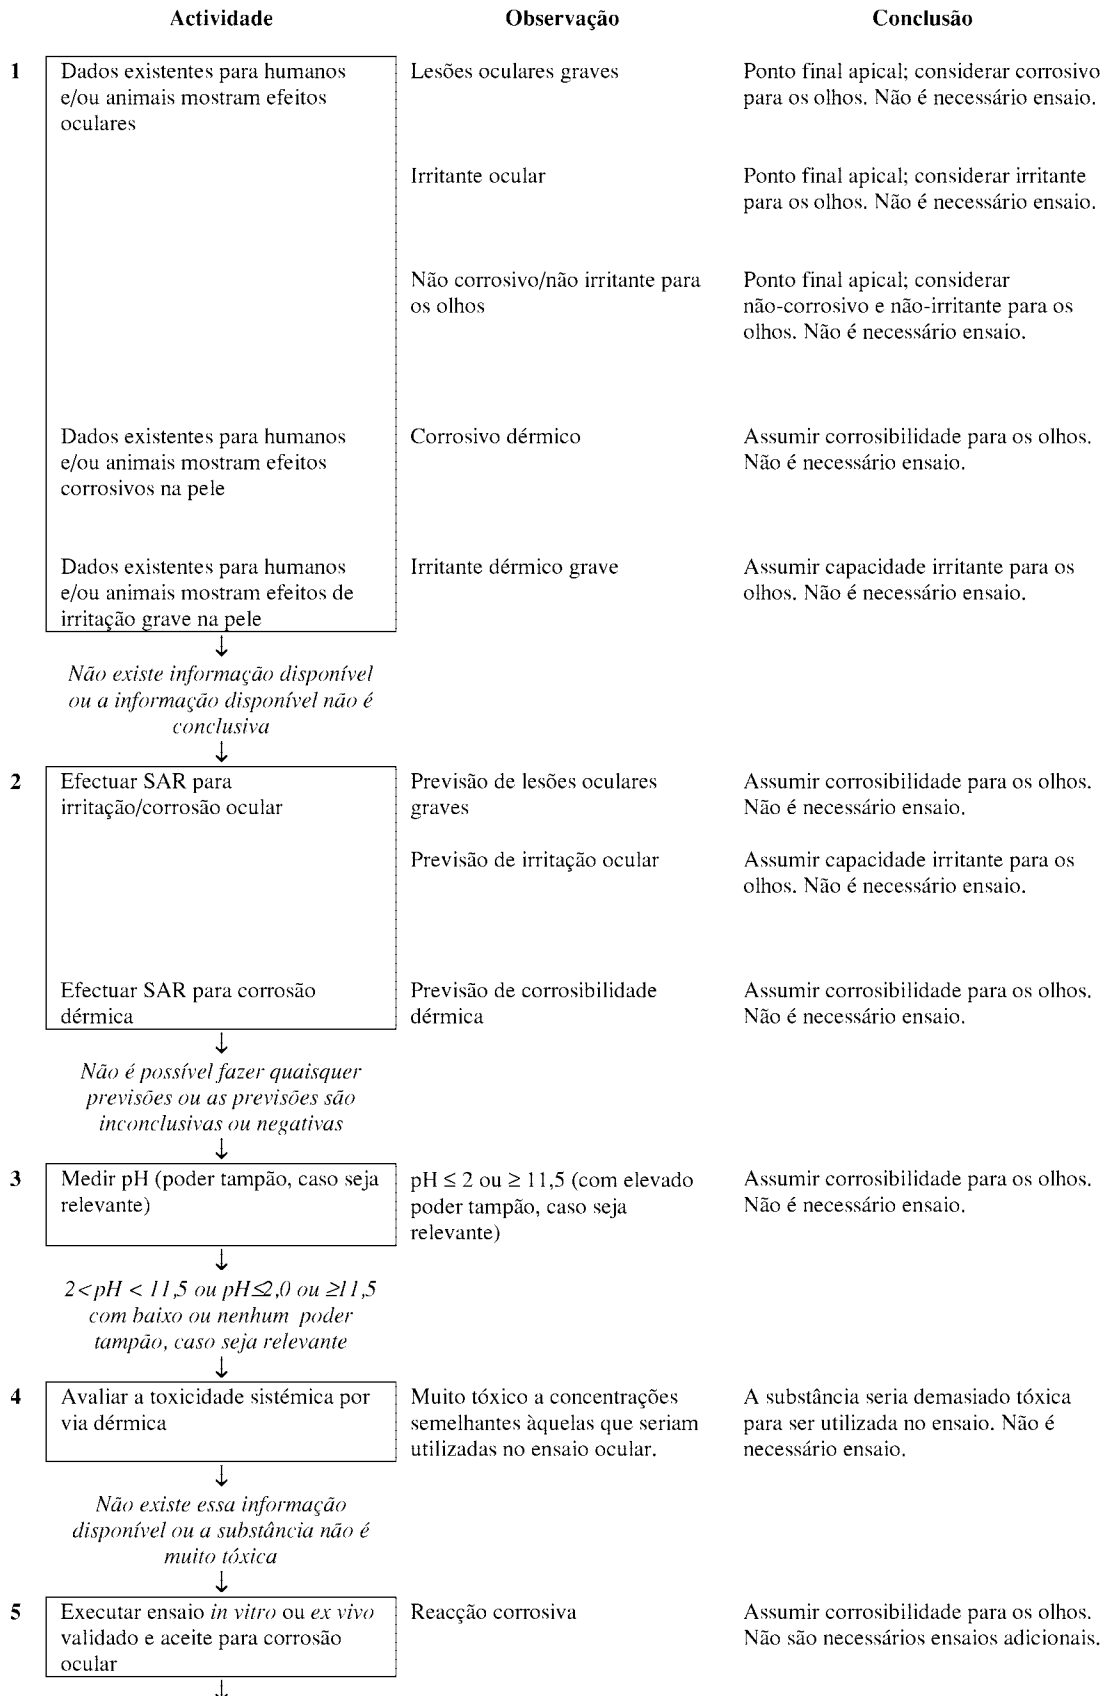 Actividade Observação Conclusão
1 Dados existentes para humanos Lesões oculares graves Ponto final apical; considerar corrosivo
e/ou animais mostram efeitos para os olhos. Não é necessário ensaio.
oculares
Irritante ocular Ponto final apical; considerar irritante
para os olhos. Não é necessário ensaio.
Não corrosivo/não irritante para Ponto final apical; considerar
os olhos não-corrosivo e não-irritante para os
olhos. Não é necessário ensaio.
Dados existentes para humanos Corrosivo dérmico Assumir corrosibilidade para os olhos.
e/ou animais mostram efeitos Não é necessário ensaio.
corrosivos na pele
Dados existentes para humanos Irritante dérmico grave Assumir capacidade irritante para os
e/ou animais mostram efeitos de olhos. Não é necessário ensaio.
irritação grave na pele
↓
Não existe informação disponível
ou a informação disponível não é
conclusiva
↓
2 Efectuar SAR para Previsão de lesões oculares Assumir corrosibilidade para os olhos.
irritação/corrosão ocular graves Não é necessário ensaio.
Previsão de irritação ocular Assumir capacidade irritante para os
olhos. Não é necessário ensaio.
Efectuar SAR para corrosão Previsão de corrosibilidade Assumir corrosibilidade para os olhos.
dérmica dérmica Não é necessário ensaio.
↓
Não é possível fazer quaisquer
previsões ou as previsões são
inconclusivas ou negativas
↓
3 Medir pH (poder tampão, caso seja pH ≤ 2 ou ≥ 11,5 (com elevado Assumir corrosibilidade para os olhos.
relevante) poder tampão, caso seja Não é necessário ensaio.
relevante)
↓
2<pH < 11,5 ou pH≤2,0 ou ≥11,5
com baixo ou nenhum poder
tampão, caso seja relevante
↓
4 Avaliar a toxicidade sistémica por Muito tóxico a concentrações A substância seria demasiado tóxica
via dérmica semelhantes àquelas que seriam para ser utilizada no ensaio. Não é
utilizadas no ensaio ocular. necessário ensaio.
↓
Não existe essa informação
disponível ou a substância não é
muito tóxica
↓
5 Executar ensaio in vitro ou ex vivo Reacção corrosiva Assumir corrosibilidade para os olhos.
validado e aceite para corrosão Não são necessários ensaios adicionais.
ocular
↓